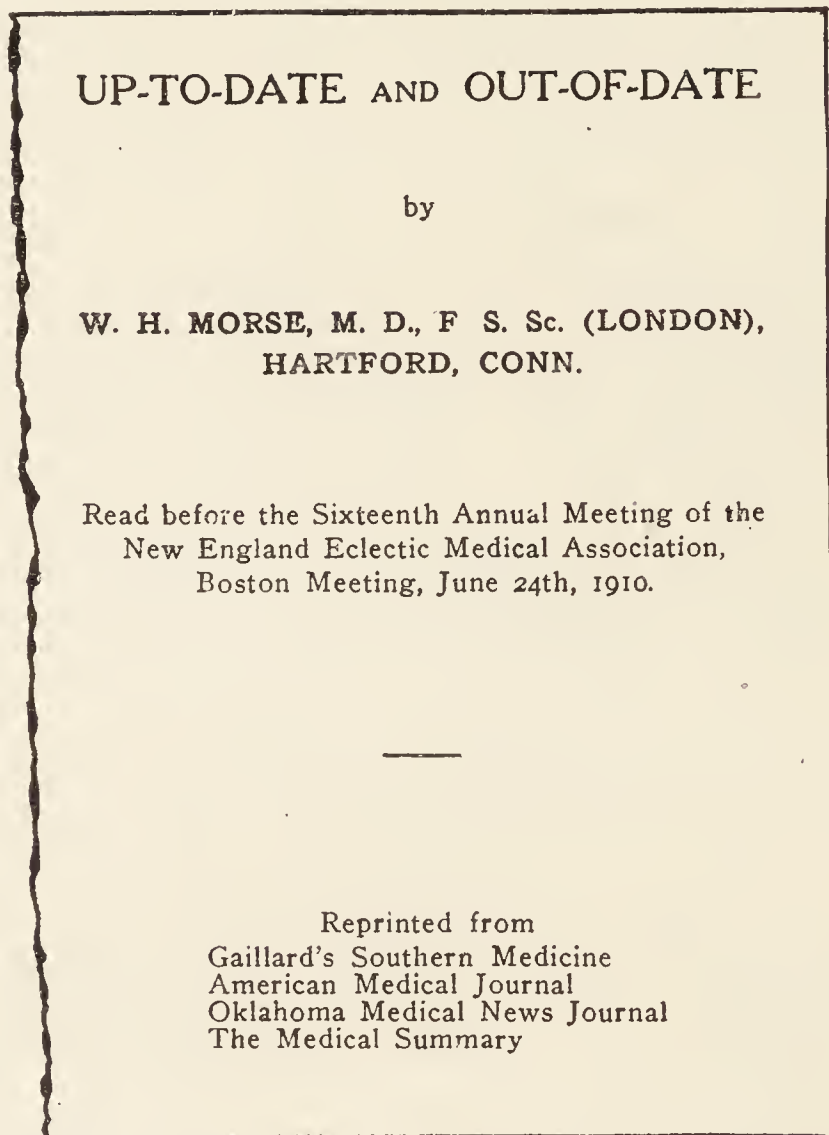 UP-TO-DATE AND OUT-OF-DATE
by
W. H. MORSE, M. D., F S. Sc. (LONDON),
HARTFORD, CONN.
Read before the Sixteenth Annual Meeting of the
New England Eclectic Medical Association,
Boston Meeting, June 24th, 1910.
Reprinted from
Gaillard's Southern Medicine
American Medical Journal
Oklahoma Medical News Journal
The Medical Summary